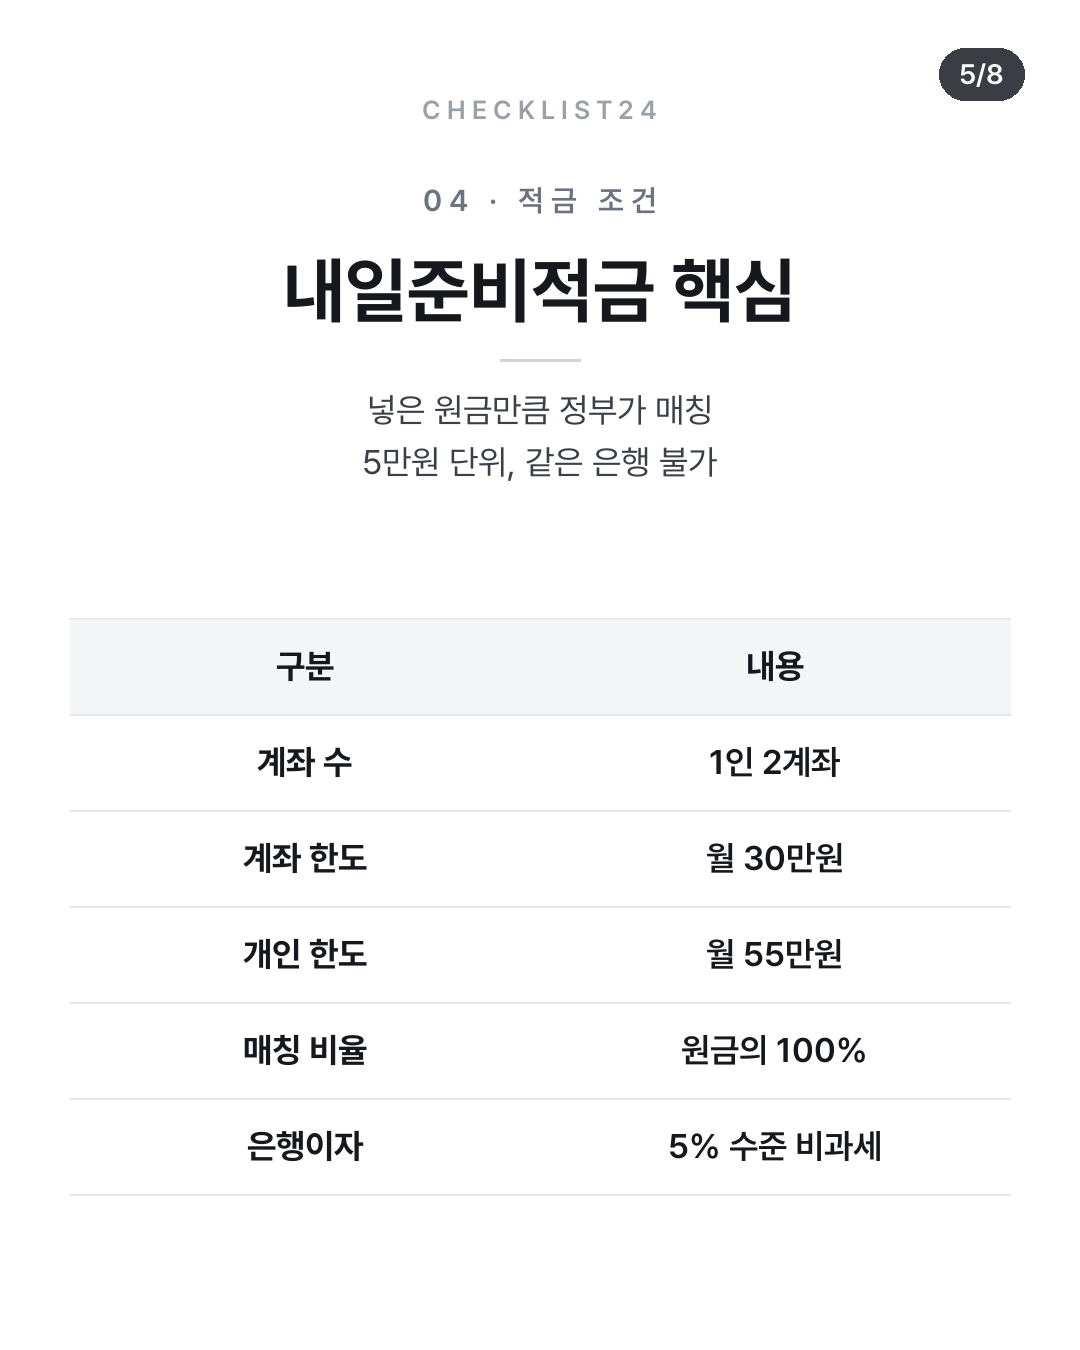 5/8
CHECKLIST24
04 · 적금 조건
내일준비적금 핵심
넣은 원금만큼 정부가 매칭
5만원 단위, 같은 은행 불가
구분 내용
계좌 수 1인 2계좌
계좌 한도 월 30만원
개인 한도 월 55만원
매칭 비율 원금의 100%
은행이자 5% 수준 비과세